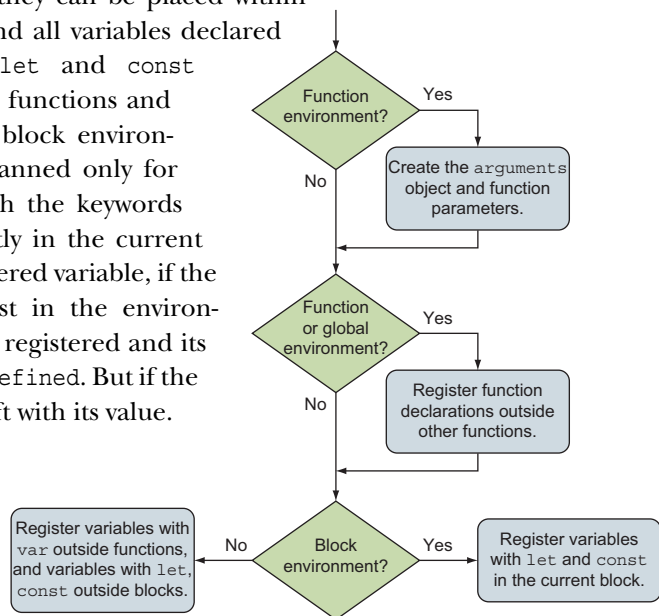 they can be placed within
nd all variables declared
let and const
functions and
block environ-
anned only for
h the keywords
tly in the current
ered variable, if the
st in the environ-
registered and its
efined. But if the
ft with its value.
Function
environment?
Yes
No
Create the arguments
object and function
parameters.
Function
or global
environment?
Yes
No
Register function
declarations outside
other functions.
Block
environment?
No
Yes
Register variables with
var outside functions,
and variables with let,
const outside blocks.
Register variables
with let and const
in the current block.